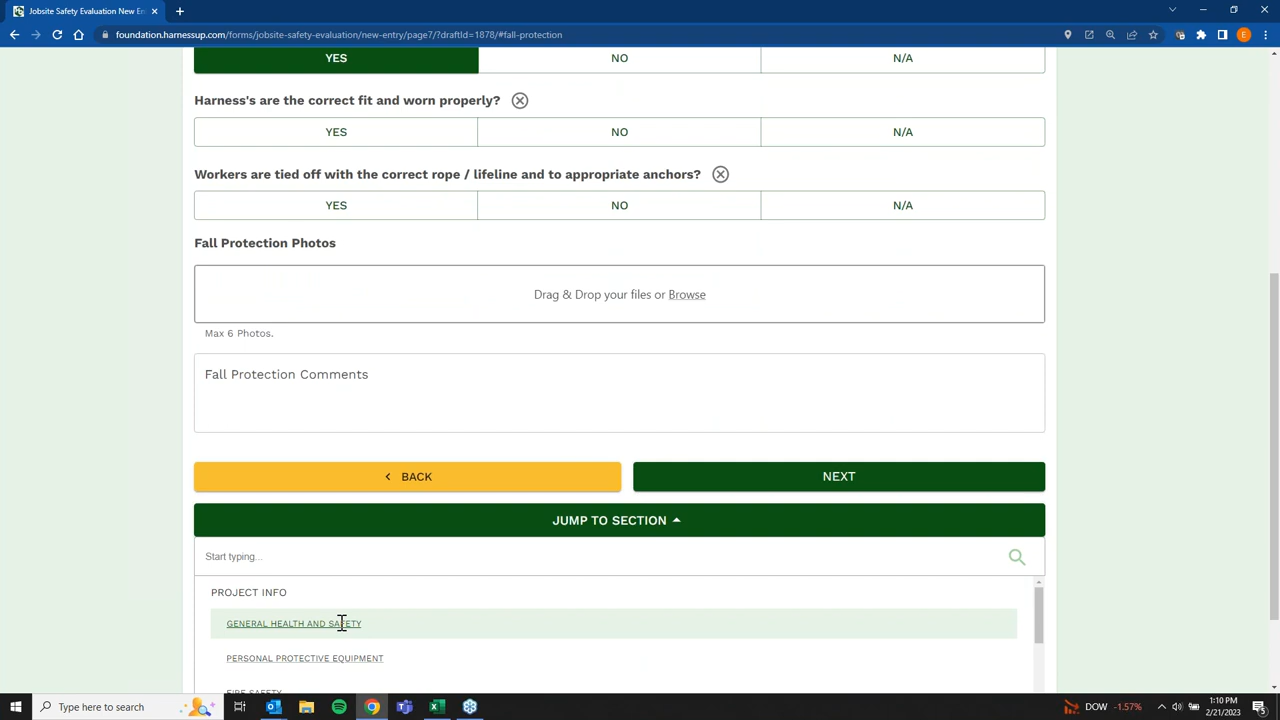 Jobsite Safety Evaluation New En
foundation.harnessup.com/forms/jobsite-safety-evaluation/new-entry/page7/?draftId=1878/#fall-protection
E
YES
NO
N/A
Harness's are the correct fit and worn properly?
YES
NO
N/A
Workers are tied off with the correct rope / lifeline and to appropriate anchors?
YES
NO
N/A
Fall Protection Photos
Drag & Drop your files or Browse
Max 6 Photos.
Fall Protection Comments
BACK
NEXT
JUMP TO SECTION
Start typing...
PROJECT INFO
GENERAL HEALTH AND SAFETY
PERSONAL PROTECTIVE EQUIPMENT
FIRE SAFETY
Type here to search
DOW -1.57%
1:10 PM
2/21/2023
5